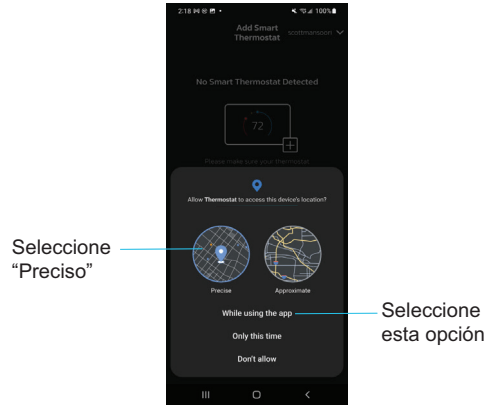 2:18
100%
Add Smart
Thermostat
scottmanson
No Smart Thermostat Detected
72
Please make sure your thermostat
Allow Thermostat to access this device's location?
Seleccione
“Preciso”
Precise
Approximate
While using the app
Seleccione
esta opción
Only this time
Don't allow